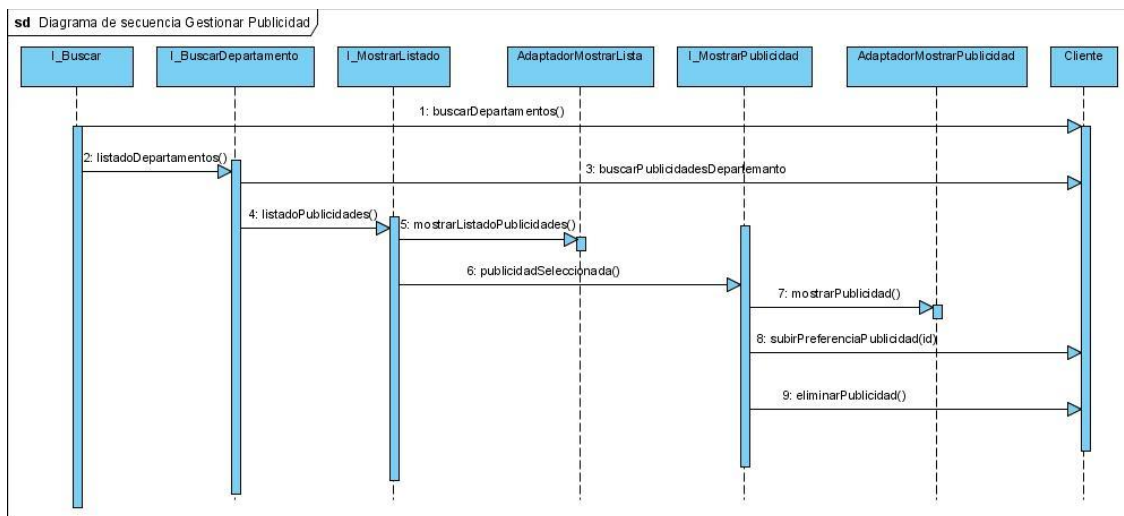 sd Diagrama de secuencia Gestionar Publicidad
I_Buscar
I_BuscarDepartamento
I_MostrarListado
AdaptadorMostrarLista
I_MostrarPublicidad
AdaptadorMostrarPublicidad
Cliente
1: buscarDepartamentos()
2: listadoDepartamentos()
3: buscarPublicidadesDepartemanto
4: listadoPublicidades()
5: mostrarListadoPublicidades()
6: publicidadSeleccionada()
7: mostrarPublicidad()
8: subirPreferenciaPublicidad(id)
9: eliminarPublicidad()